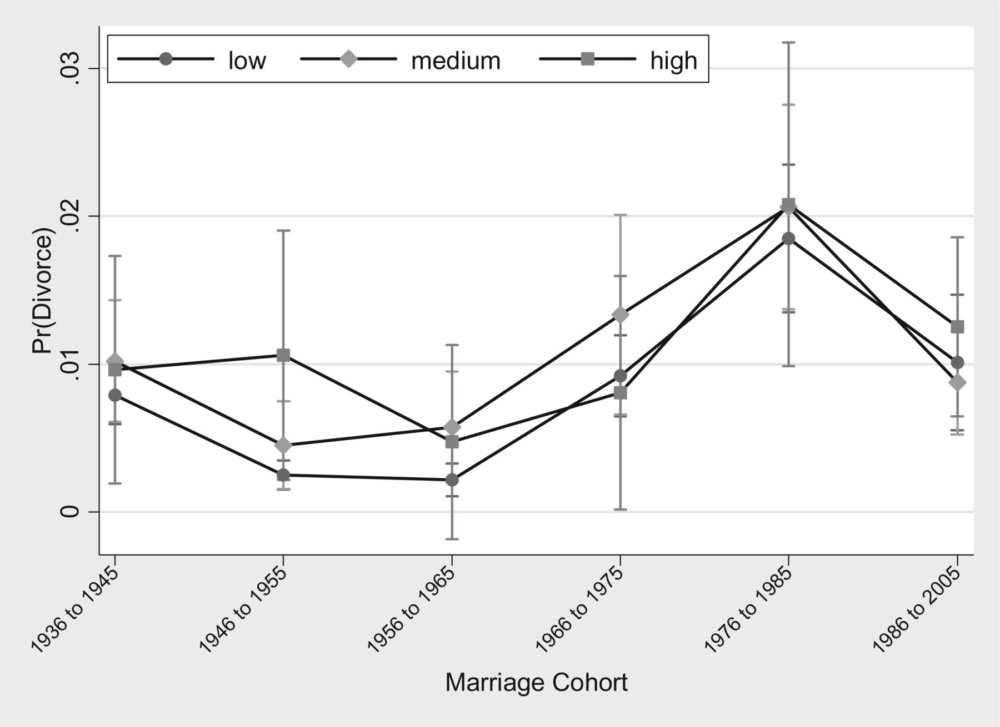 low medium high
.03
.02
.01
0
Pr(Divorce)
1936 to 1945
1946 to 1955
1956 to 1965
1966 to 1975
1976 to 1985
1986 to 2005
Marriage Cohort